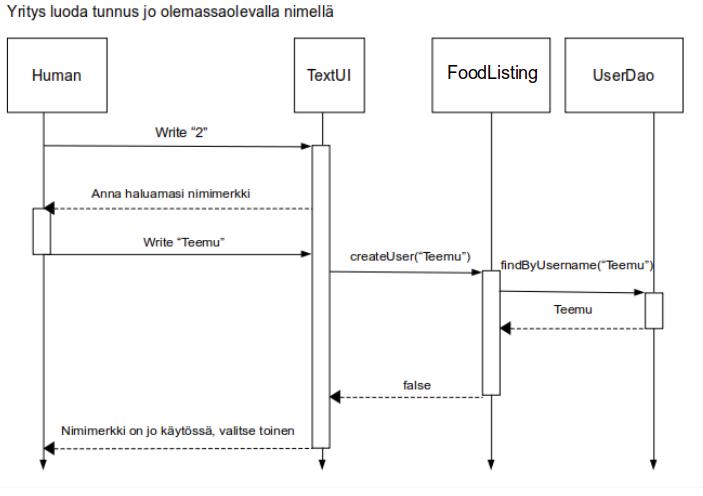 Yritys luoda tunnus jo olemassaolevalla nimellä
Human
TextUI
FoodListing
UserDao
Write “2”
Anna haluamasi nimimerkki
Write “Teemu”
createUser(“Teemu”)
findByUsername(“Teemu”)
Teemu
false
Nimimerkki on jo käytössä, valitse toinen